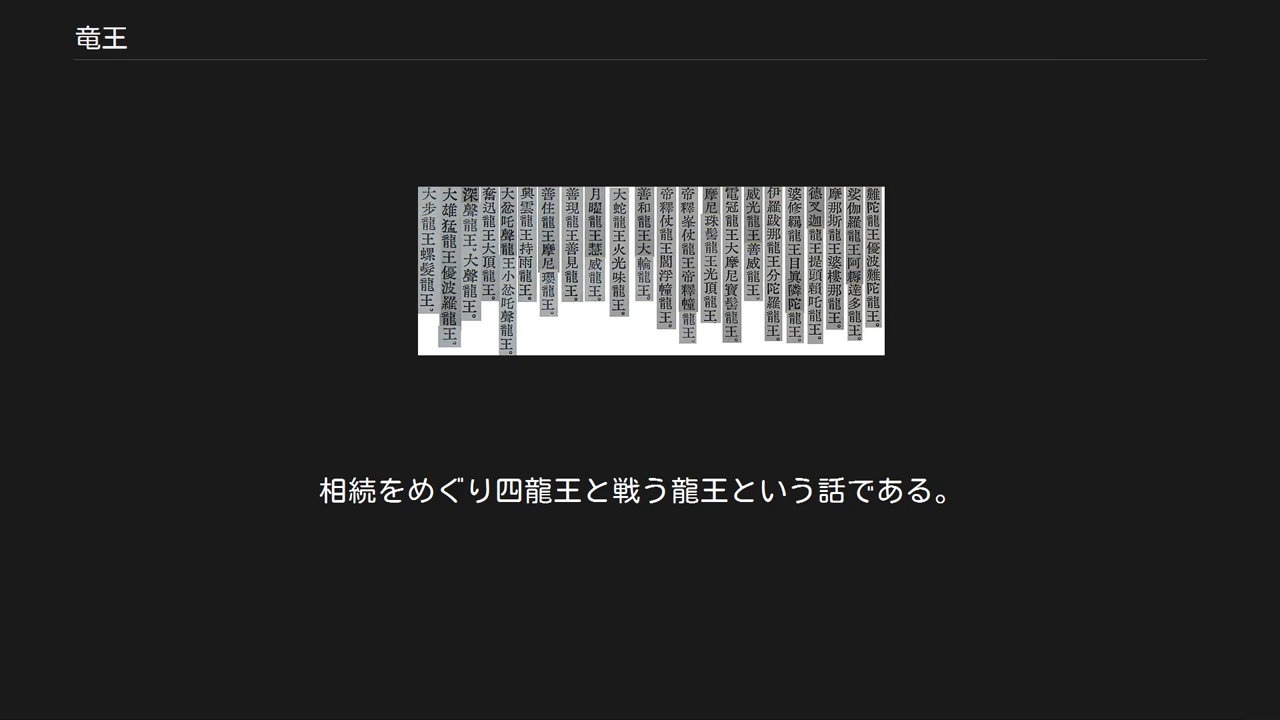 竜王
難陀龍王優波難陀龍王。
娑伽羅龍王阿耨達多龍王。
摩那斯龍王婆樓那龍王。
德叉迦龍王提頭賴吒龍王。
婆修羈龍王目眞隣陀龍王。
伊羅跋那龍王分陀羅龍王。
威光龍王善威龍王。
電冠龍王大摩尼寶髻龍王。
摩尼珠髻龍王光頂龍王。
帝釋峯仗龍王帝釋幢龍王。
帝釋仗龍王閻浮幢龍王。
善和龍王大輪龍王。
大蛇龍王火光味龍王。
月曜龍王慧威龍王。
善現龍王善見龍王。
善住龍王摩尼瓔龍王。
興雲龍王持雨龍王。
大忿吒聲龍王小忿吒聲龍王。
奮迅龍王大頂龍王。
深聲龍王。大聲龍王。
大雄猛龍王優波羅龍王。
大步龍王螺髮龍王。
相続をめぐり四龍王と戦う龍王という話である。